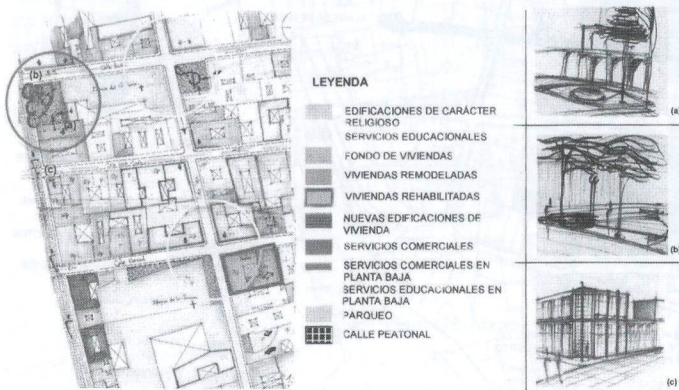 (b)
(c)
LEYENDA
EDIFICACIONES DE CARÁCTER
RELIGIOSO
SERVICIOS EDUCACIONALES
FONDO DE VIVIENDAS
VIVIENDAS REMODELADAS
VIVIENDAS REHABILITADAS
NUEVAS EDIFICACIONES DE
VIVIENDA
SERVICIOS COMERCIALES
SERVICIOS COMERCIALES EN
PLANTA BAJA
SERVICIOS EDUCACIONALES EN
PLANTA BAJA
PARQUEO
CALLE PEATONAL
(a)
(b)
(c)